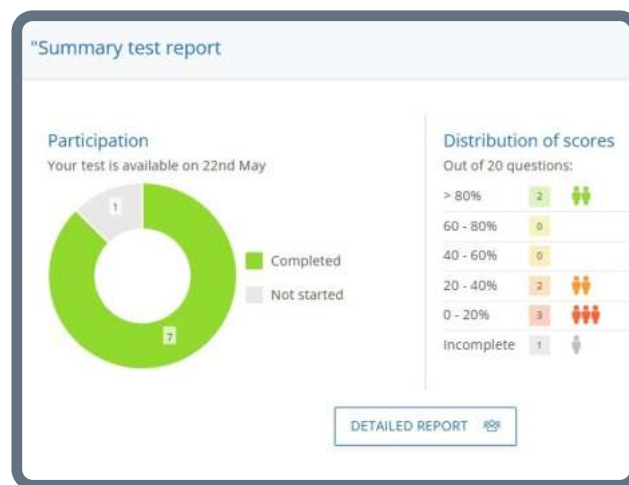 "Summary test report
Participation
Your test is available on 22nd May
1
7
Completed
Not started
Distribution of scores
Out of 20 questions:
> 80% 2
60 - 80% 0
40 - 60% 0
20 - 40% 2
0 - 20% 3
Incomplete 1
DETAILED REPORT